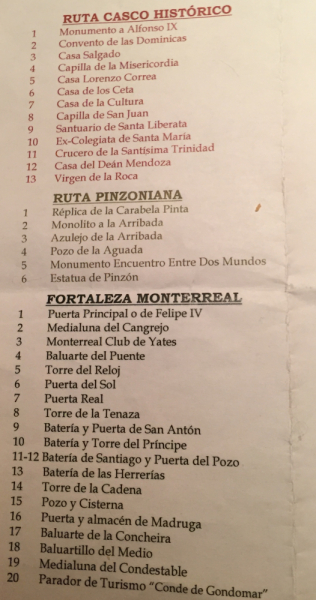 RUTA CASCO HISTÓRICO
1 Monumento a Alfonso IX
2 Convento de las Dominicas
3 Casa Salgado
4 Capilla de la Misericordia
5 Casa Lorenzo Correa
6 Casa de los Ceta
7 Casa de la Cultura
8 Capilla de San Juan
9 Santuario de Santa Liberata
10 Ex-Colegiata de Santa María
11 Crucero de la Santísima Trinidad
12 Casa del Deán Mendoza
13 Virgen de la Roca
RUTA PINZONIANA
1 Réplica de la Carabela Pinta
2 Monolito a la Arribada
3 Azulejo de la Arribada
4 Pozo de la Aguada
5 Monumento Encuentro Entre Dos Mundos
6 Estatua de Pinzón
FORTALEZA MONTERREAL
1 Puerta Principal o de Felipe IV
2 Medialuna del Cangrejo
3 Monterreal Club de Yates
4 Baluarte del Puente
5 Torre del Reloj
6 Puerta del Sol
7 Puerta Real
8 Torre de la Tenaza
9 Batería y Puerta de San Antón
10 Batería y Torre del Príncipe
11-12 Batería de Santiago y Puerta del Pozo
13 Batería de las Herrerías
14 Torre de la Cadena
15 Pozo y Cisterna
16 Puerta y almacén de Madruga
17 Baluarte de la Concheira
18 Baluartillo del Medio
19 Medialuna del Condestable
20 Parador de Turismo "Conde de Gondomar"